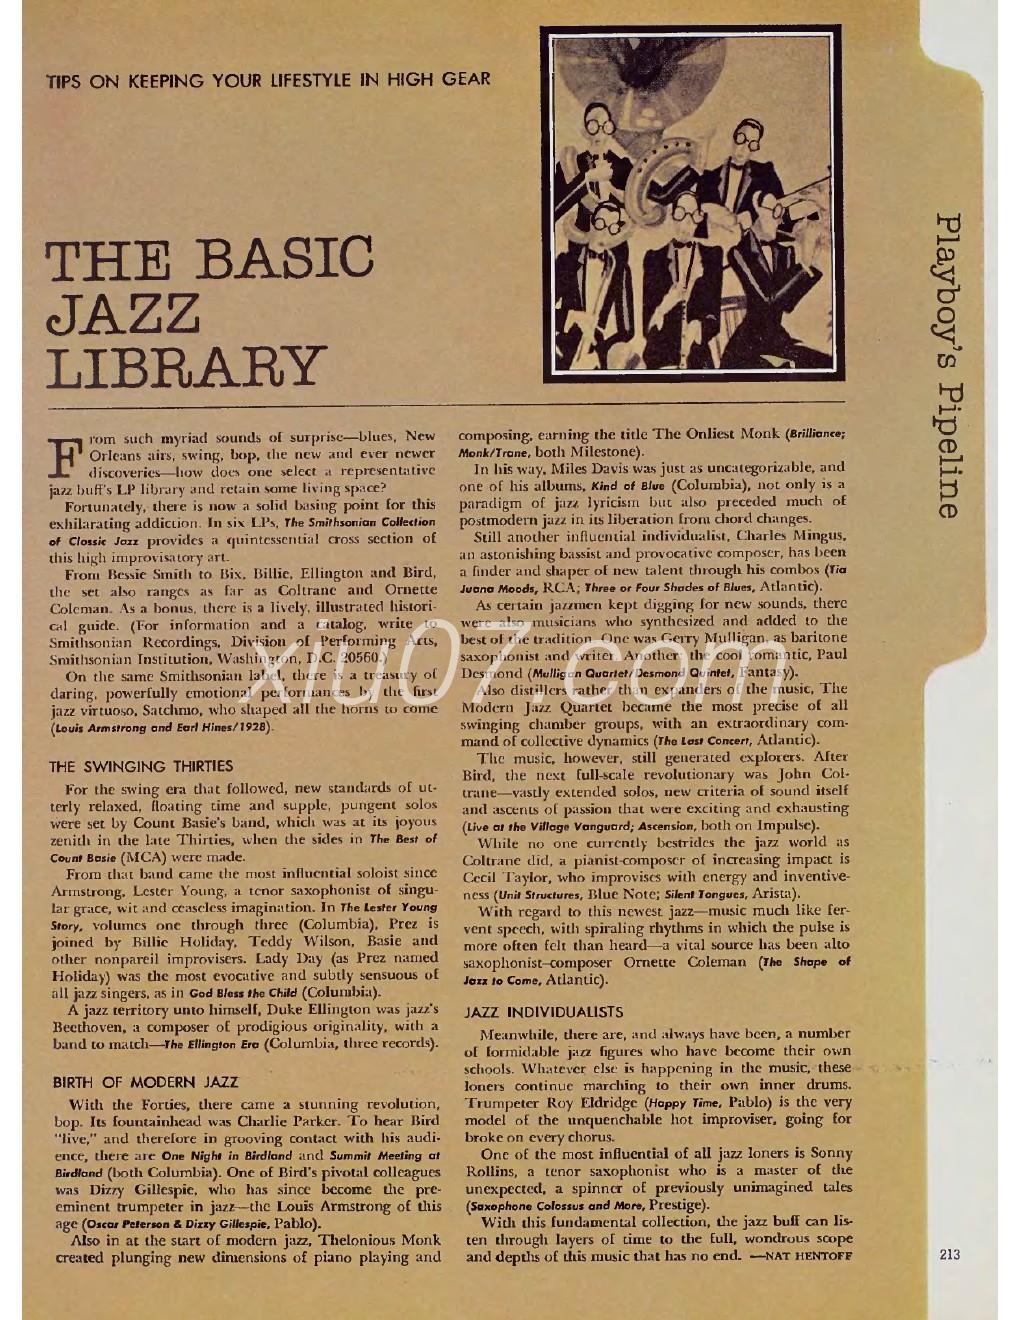 TIPS ON KEEPING YOUR LIFESTYLE IN HIGH GEAR
THE BASIC
JAZZ
LIBRARY
From such myriad sounds of surprise—blues, New
Orleans airs, swing, bop, the new and ever newer
discoveries—how does one select a representative
jazz buff's LP library and retain some living space?
Fortunately, there is now a solid basing point for this
exhilarating addiction. In six LPs, The Smithsonian Collection
of Classic Jazz provides a quintessential cross section of
this high improvisatory art.
From Bessie Smith to Bix, Billie, Ellington and Bird,
the set also ranges as far as Coltrane and Ornette
Coleman. As a bonus, there is a lively, illustrated histori-
cal guide. (For information and a catalog, write to
Smithsonian Recordings, Division of Performing Arts,
Smithsonian Institution, Washington, D.C. 20560.)
On the same Smithsonian label, there is a treasury of
daring, powerfully emotional performances by the first
jazz virtuoso, Satchmo, who shaped all the horns to come
(Louis Armstrong and Earl Hines/1928).
THE SWINGING THIRTIES
For the swing era that followed, new standards of ut-
terly relaxed, floating time and supple, pungent solos
were set by Count Basie's band, which was at its joyous
zenith in the late Thirties, when the sides in The Best of
Count Basie (MCA) were made.
From that band came the most influential soloist since
Armstrong, Lester Young, a tenor saxophonist of singu-
lar grace, wit and ceaseless imagination. In The Lester Young
Story, volumes one through three (Columbia), Prez is
joined by Billie Holiday, Teddy Wilson, Basie and
other nonpareil improvisers. Lady Day (as Prez named
Holiday) was the most evocative and subtly sensuous of
all jazz singers, as in God Bless the Child (Columbia).
A jazz territory unto himself, Duke Ellington was jazz's
Beethoven, a composer of prodigious originality, with a
band to match—The Ellington Era (Columbia, three records).
BIRTH OF MODERN JAZZ
With the Forties, there came a stunning revolution,
bop. Its fountainhead was Charlie Parker. To hear Bird
"live," and therefore in grooving contact with his audi-
ence, there are One Night in Birdland and Summit Meeting at
Birdland (both Columbia). One of Bird's pivotal colleagues
was Dizzy Gillespie, who has since become the pre-
eminent trumpeter in jazz—the Louis Armstrong of this
age (Oscar Peterson & Dizzy Gillespie, Pablo).
Also in at the start of modern jazz, Thelonious Monk
created plunging new dimensions of piano playing and
composing, earning the title The Onliest Monk (Brilliance;
Monk/Trane, both Milestone).
In his way, Miles Davis was just as uncategorizable, and
one of his albums, Kind of Blue (Columbia), not only is a
paradigm of jazz lyricism but also preceded much of
postmodern jazz in its liberation from chord changes.
Still another influential individualist, Charles Mingus,
an astonishing bassist and provocative composer, has been
a finder and shaper of new talent through his combos (Tia
Juana Moods, RCA; Three or Four Shades of Blues, Atlantic).
As certain jazzmen kept digging for new sounds, there
were also musicians who synthesized and added to the
best of the tradition. One was Gerry Mulligan, as baritone
saxophonist and writer. Another: the cool romantic, Paul
Desmond (Mulligan Quartet/Desmond Quintet, Fantasy).
Also distillers rather than expanders of the music, The
Modern Jazz Quartet became the most precise of all
swinging chamber groups, with an extraordinary com-
mand of collective dynamics (The Last Concert, Atlantic).
The music, however, still generated explorers. After
Bird, the next full-scale revolutionary was John Col-
trane—vastly extended solos, new criteria of sound itself
and ascents of passion that were exciting and exhausting
(Live at the Village Vanguard; Ascension, both on Impulse).
While no one currently bestrides the jazz world as
Coltrane did, a pianist-composer of increasing impact is
Cecil Taylor, who improvises with energy and inventive-
ness (Unit Structures, Blue Note; Silent Tongues, Arista).
With regard to this newest jazz—music much like fer-
vent speech, with spiraling rhythms in which the pulse is
more often felt than heard—a vital source has been alto
saxophonist-composer Ornette Coleman (The Shape of
Jazz to Come, Atlantic).
JAZZ INDIVIDUALISTS
Meanwhile, there are, and always have been, a number
of formidable jazz figures who have become their own
schools. Whatever else is happening in the music, these
loners continue marching to their own inner drums.
Trumpeter Roy Eldridge (Happy Time, Pablo) is the very
model of the unquenchable hot improviser, going for
broke on every chorus.
One of the most influential of all jazz loners is Sonny
Rollins, a tenor saxophonist who is a master of the
unexpected, a spinner of previously unimagined tales
(Saxophone Colossus and More, Prestige).
With this fundamental collection, the jazz buff can lis-
ten through layers of time to the full, wondrous scope
and depths of this music that has no end. —NAT HENTOFF
Playboy's Pipeline
213
xiu07.com